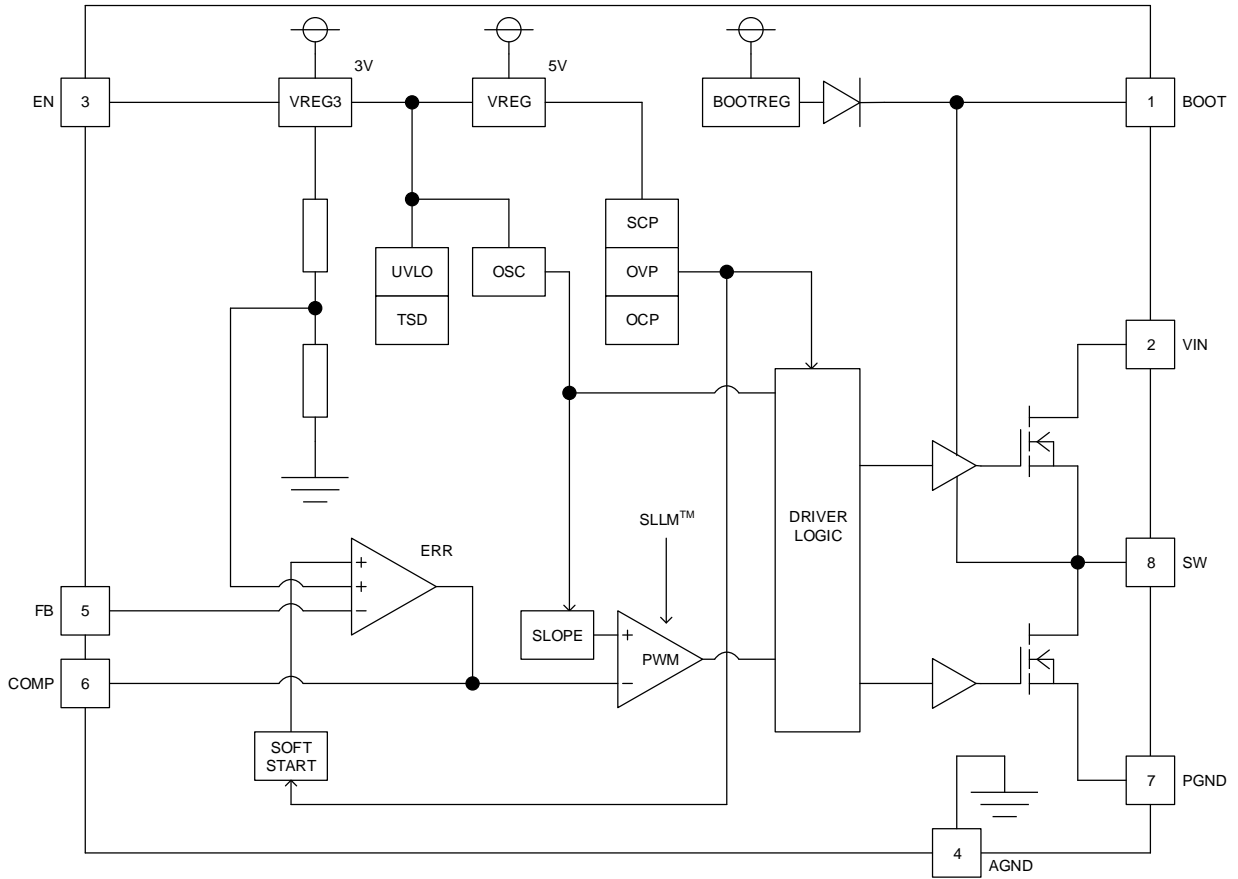 3V
5V
EN
3
VREG3
VREG
BOOTREG
1
BOOT
SCP
UVLO
OSC
OVP
TSD
OCP
2
VIN
SLLM™
DRIVER
LOGIC
ERR
+
+
−
8
SW
FB
5
SLOPE
+
PWM
−
COMP
6
SOFT
START
7
PGND
4
AGND